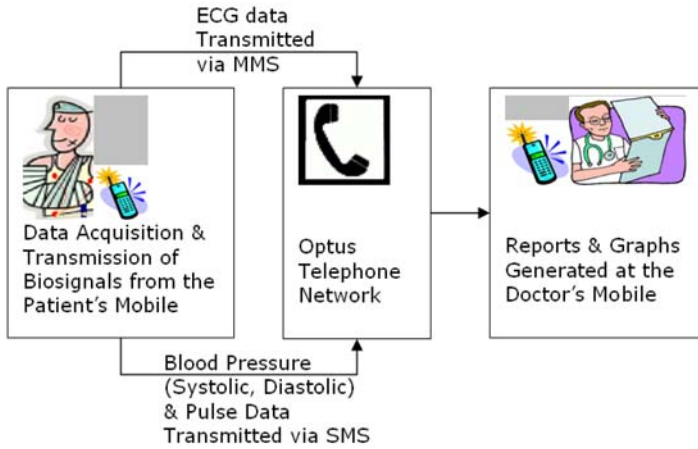 ECG data
Transmitted
via MMS
Data Acquisition &
Transmission of
Biosignals from the
Patient's Mobile
Optus
Telephone
Network
Reports & Graphs
Generated at the
Doctor's Mobile
Blood Pressure
(Systolic, Diastolic)
& Pulse Data
Transmitted via SMS